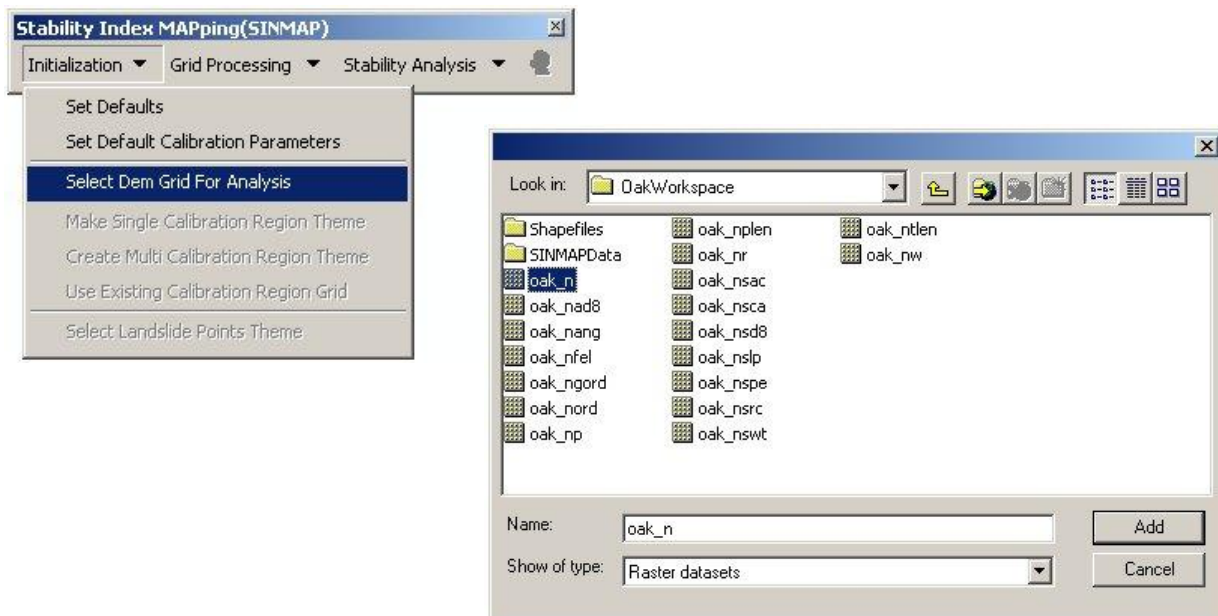 Stability Index MAPping(SINMAP)
Initialization Grid Processing Stability Analysis
Set Defaults
Set Default Calibration Parameters
Select Dem Grid For Analysis
Make Single Calibration Region Theme
Create Multi Calibration Region Theme
Use Existing Calibration Region Grid
Select Landslide Points Theme
Look in: OakWorkspace
Shapefiles
SINMAPData
oak_n
oak_nad8
oak_nang
oak_nfel
oak_ngord
oak_nord
oak_np
oak_nplen
oak_nr
oak_nsac
oak_nsca
oak_nsd8
oak_nslp
oak_nspe
oak_nsrc
oak_nswt
oak_ntlen
oak_nw
Name: oak_n
Add
Show of type: Raster datasets
Cancel